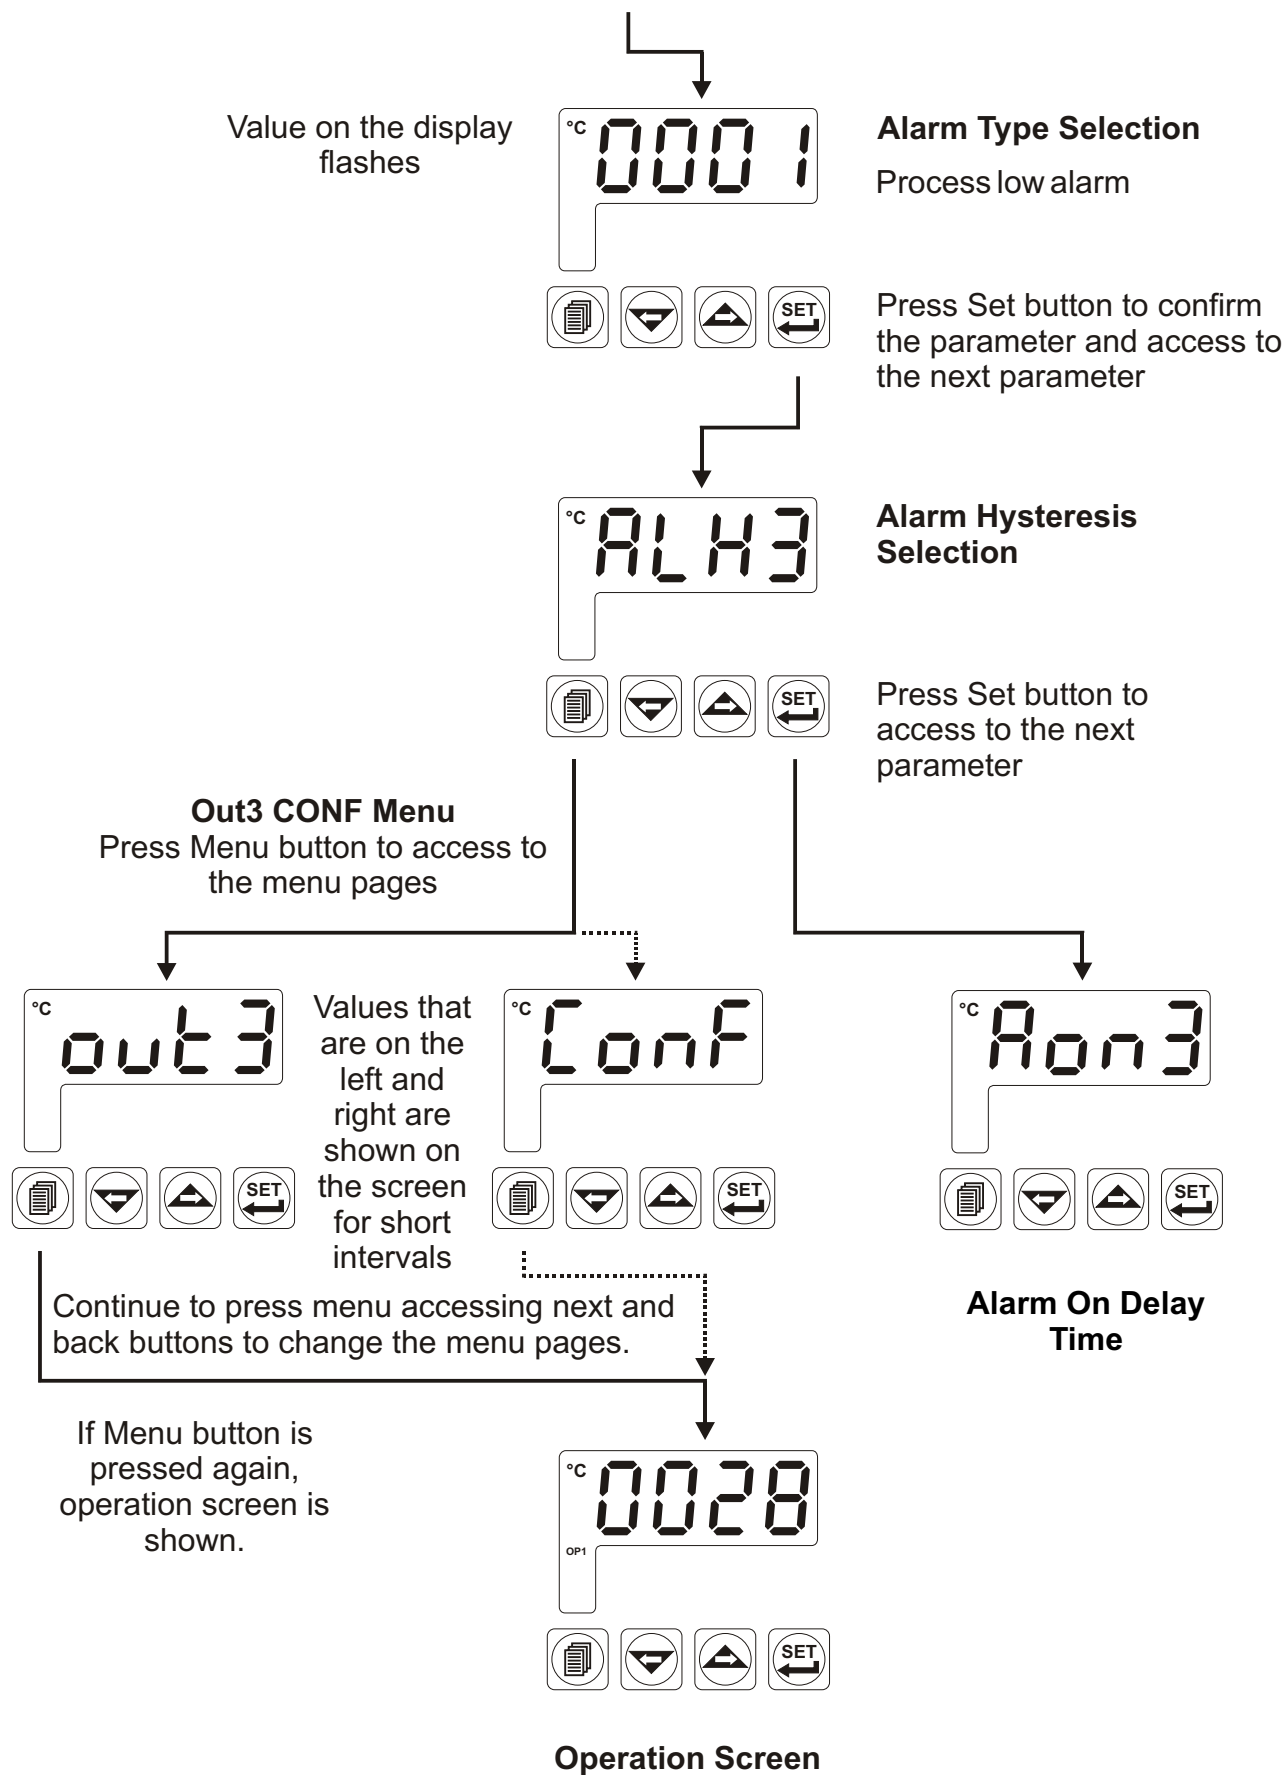 Value on the display
flashes
°C
0001
Alarm Type Selection
Process low alarm
SET
Press Set button to confirm
the parameter and access to
the next parameter
°C
ALH3
Alarm Hysteresis
Selection
SET
Press Set button to
access to the next
parameter
Out3 CONF Menu
Press Menu button to access to
the menu pages
°C
out3
SET
Values that
are on the
left and
right are
shown on
the screen
for short
intervals
°C
ConF
SET
°C
Aon3
SET
Alarm On Delay
Time
Continue to press menu accessing next and
back buttons to change the menu pages.
If Menu button is
pressed again,
operation screen is
shown.
°C
0028
OP1
SET
Operation Screen